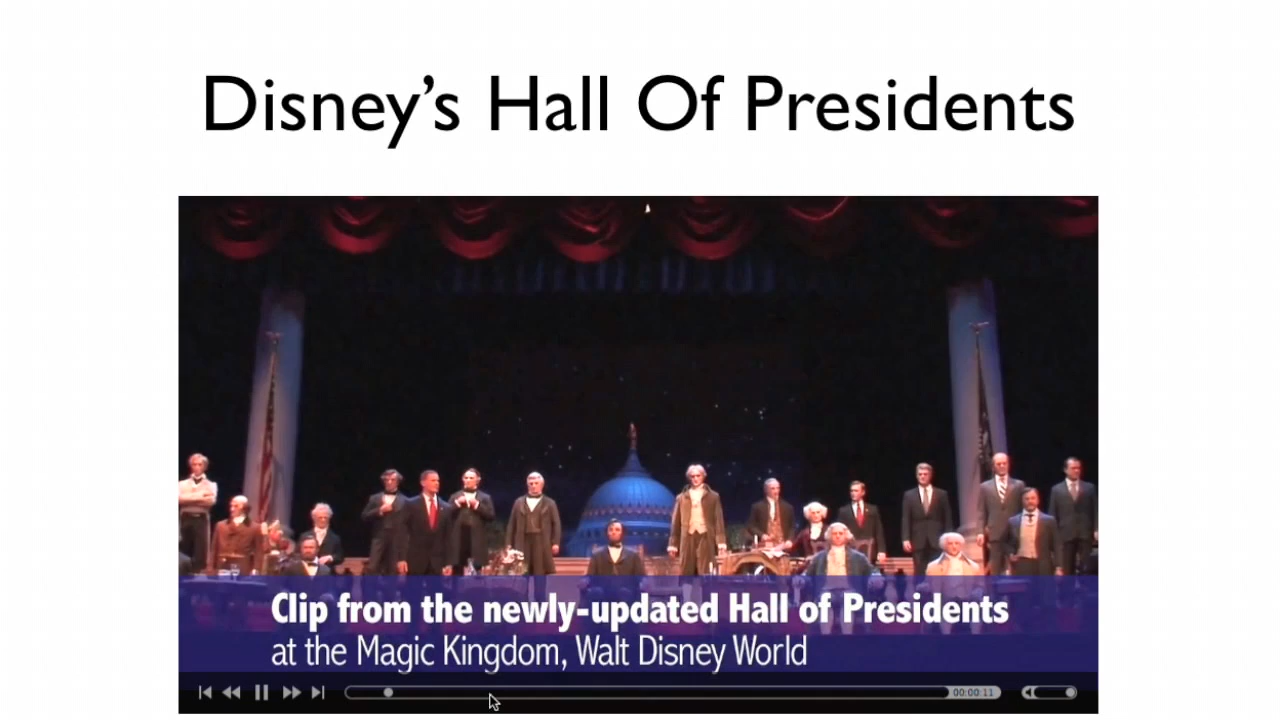 Disney’s Hall Of Presidents
Clip from the newly-updated Hall of Presidents
at the Magic Kingdom, Walt Disney World
00:00:11